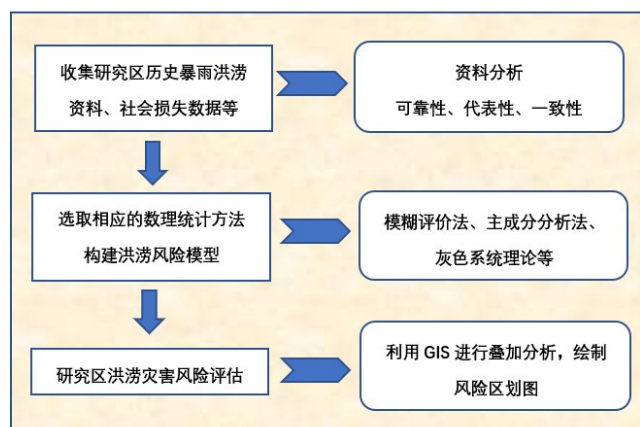 收集研究区历史暴雨洪涝
资料、社会损失数据等
资料分析
可靠性、代表性、一致性
选取相应的数理统计方法
构建洪涝风险模型
模糊评价法、主成分分析法、
灰色系统理论等
研究区洪涝灾害风险评估
利用 GIS 进行叠加分析，绘制
风险区划图